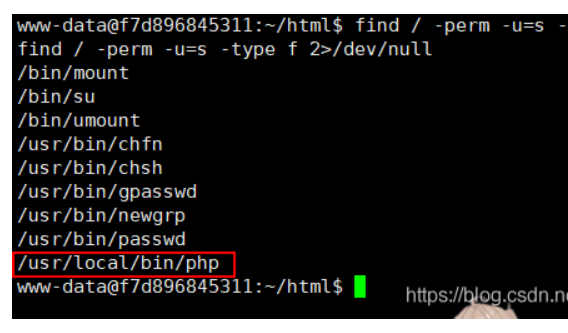 www-data@f7d896845311:~/html$ find / -perm -u=s -
find / -perm -u=s -type f 2>/dev/null
/bin/mount
/bin/su
/bin/umount
/usr/bin/chfn
/usr/bin/chsh
/usr/bin/gpasswd
/usr/bin/newgrp
/usr/bin/passwd
/usr/local/bin/php
www-data@f7d896845311:~/html$
https://blog.csdn.ne